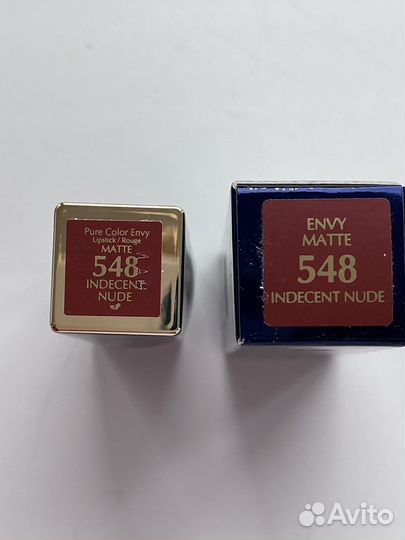 Pure Color Envy
Lipstick / Rouge
MATTE
548
INDECENT
NUDE
ENVY
MATTE
548
INDECENT NUDE
Avito